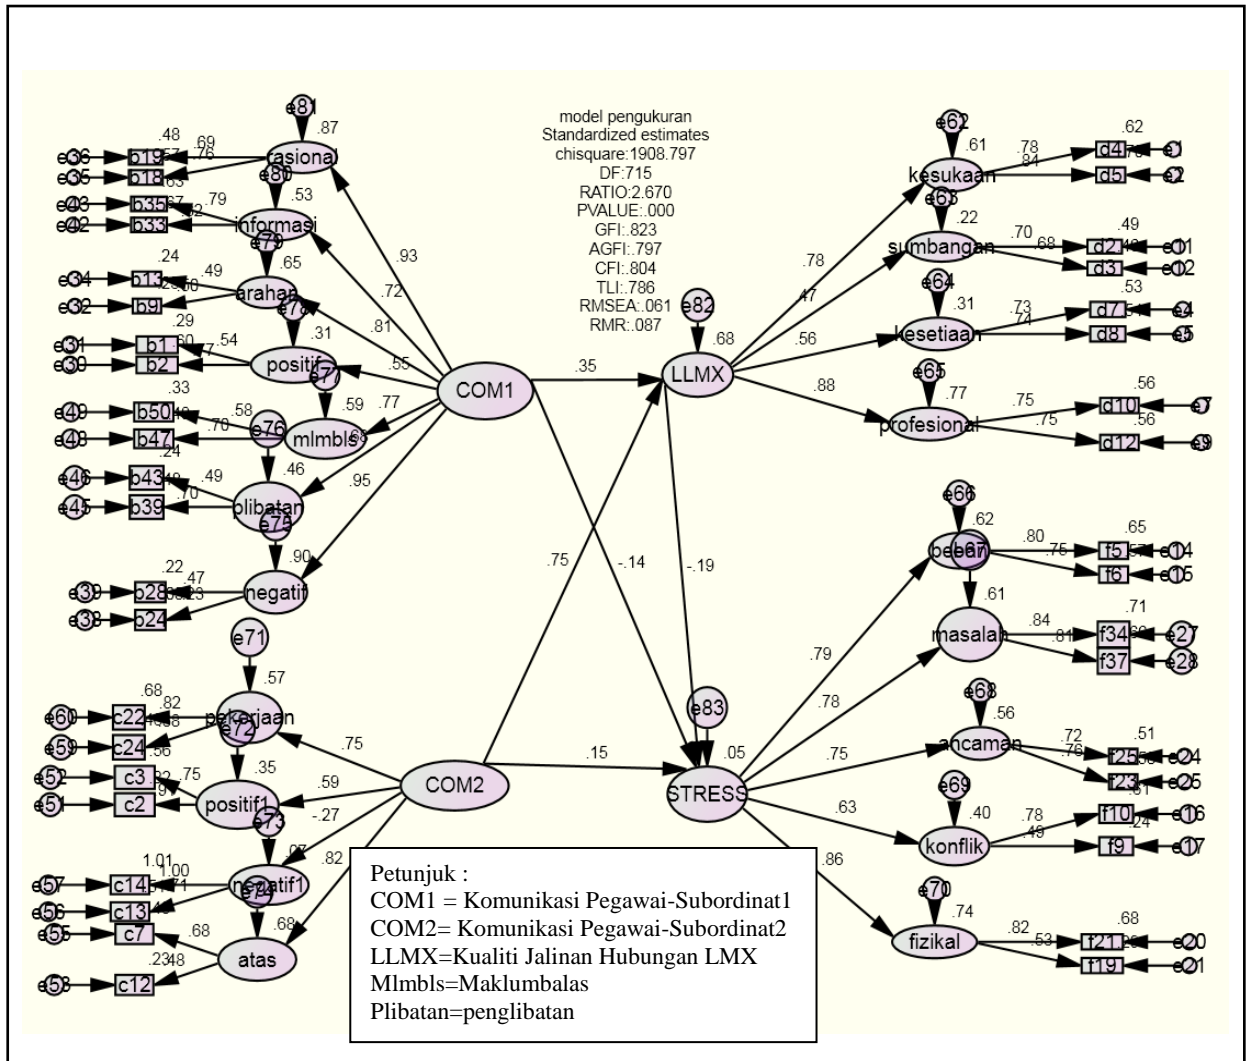 model pengukuran
Standardized estimates
chisquare:1908.797
DF:715
RATIO:2.670
PVALUE:.000
GFI:.823
AGFI:.797
CFI:.804
TLI:.786
RMSEA:.061
RMR:.087
e81
.87
.48
.69
.76
e36
b19
rasional
e35
b18
e80
.53
.79
e43
b35
e42
b33
informasi
e79
.65
.24
.49
e34
b13
e32
b9
arahan
e78
.31
.29
.54
e31
b1
e30
b2
positif
e77
.59
.33
.58
.70
e49
b50
e48
b47
mlmbls
e76
.46
.24
.49
.70
e46
b43
e45
b39
plibatan
e75
.90
.22
.47
e39
b28
e38
b24
negatif
.93
.72
.81
.55
.77
.68
.95
COM1
.35
-.14
e82
.68
LLMX
.75
-.19
e62
.61
.78
.84
.62
kesukaan
d4
e1
d5
e2
e63
.22
.70
.68
.49
sumbangan
d2
e11
d3
e12
e64
.31
.73
.74
.53
kesetiaan
d7
e4
d8
e5
e65
.77
.75
.75
.56
.56
profesional
d10
e7
d12
e9
.78
.47
.56
.88
e71
.57
.68
.82
e60
c22
e59
c24
pekerjaan
e72
.35
.75
e52
c3
e51
c2
positif1
e73
.07
1.01
1.00
e57
c14
e56
c13
negatif1
e74
.68
.68
.23
.48
e55
c7
e53
c12
atas
.75
.59
-.27
.82
COM2
.15
e83
.05
STRESS
e66
.62
.80
.75
.65
beban
f5
e14
f6
e15
e67
.61
.84
.81
.71
masalah
f34
e27
f37
e28
e68
.56
.72
.76
.51
ancaman
f25
e24
f23
e25
e69
.40
.78
.49
.61
.24
konflik
f10
e16
f9
e17
e70
.74
.82
.53
.68
fizikal
f21
e20
f19
e21
.79
.78
.75
.63
.86
Petunjuk :
COM1 = Komunikasi Pegawai-Subordinat1
COM2= Komunikasi Pegawai-Subordinat2
LLMX=Kualiti Jalinan Hubungan LMX
Mlmbls=Maklumbalas
Plibatan=penglibatan